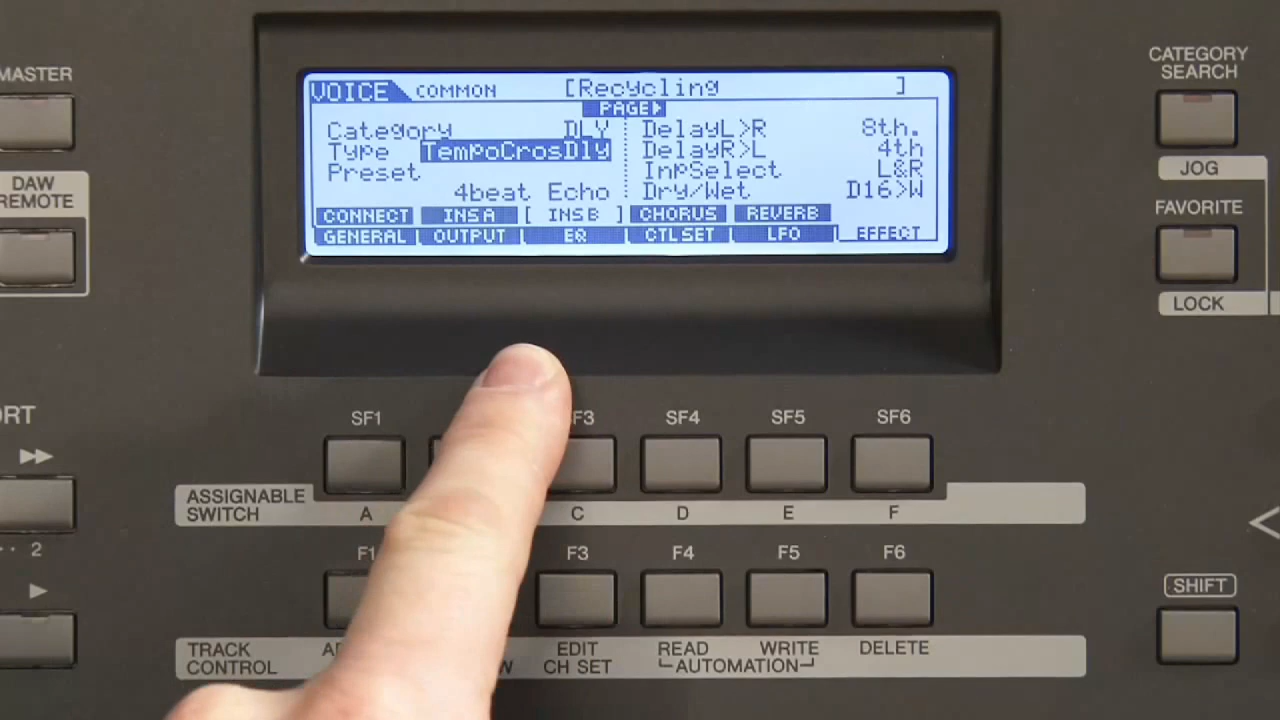 MASTER
DAW
REMOTE
VOICE COMMON [Recycling ]
PAGE
Category DLY
Type TempoCrosDly
Preset
4beat Echo
DelayL>R 8th.
DelayR>L 4th
InpSelect L&R
Dry/Wet D16>W
CONNECT INS A [ INS B ] CHORUS REVERB
GENERAL OUTPUT EQ CTL SET LFO EFFECT
CATEGORY
SEARCH
JOG
FAVORITE
LOCK
SF1 SF4 SF5 SF6
ASSIGNABLE
SWITCH
A C D E F
2
F3 F4 F5 F6
SHIFT
TRACK
CONTROL
EDIT
CH SET
READ WRITE
AUTOMATION
DELETE